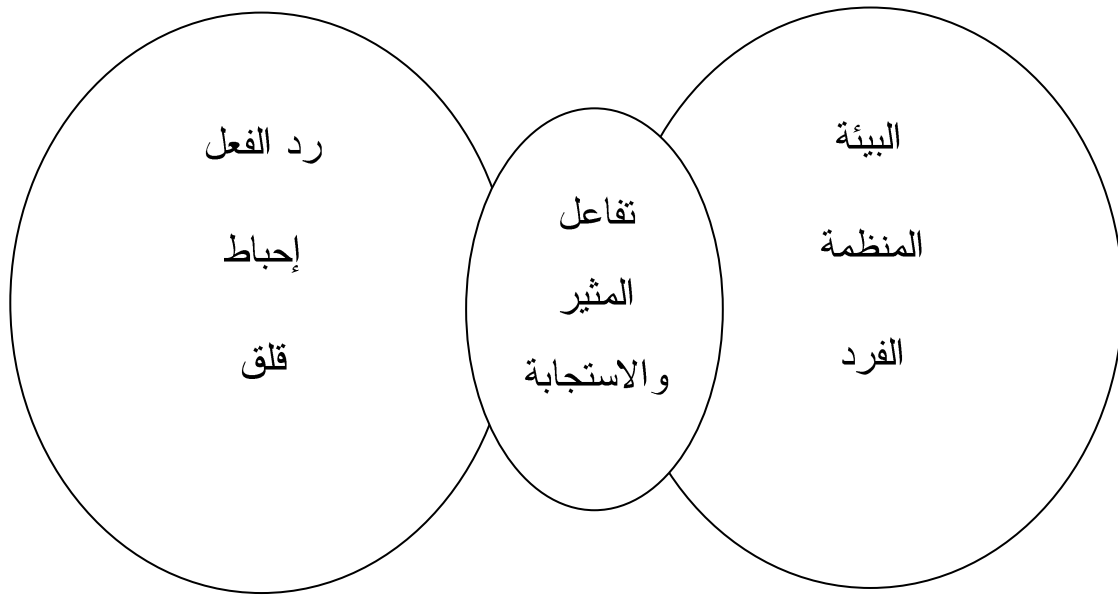 البيئة
المنظمة
الفرد
تفاعل
المثير
والاستجابة
رد الفعل
إحباط
قلق